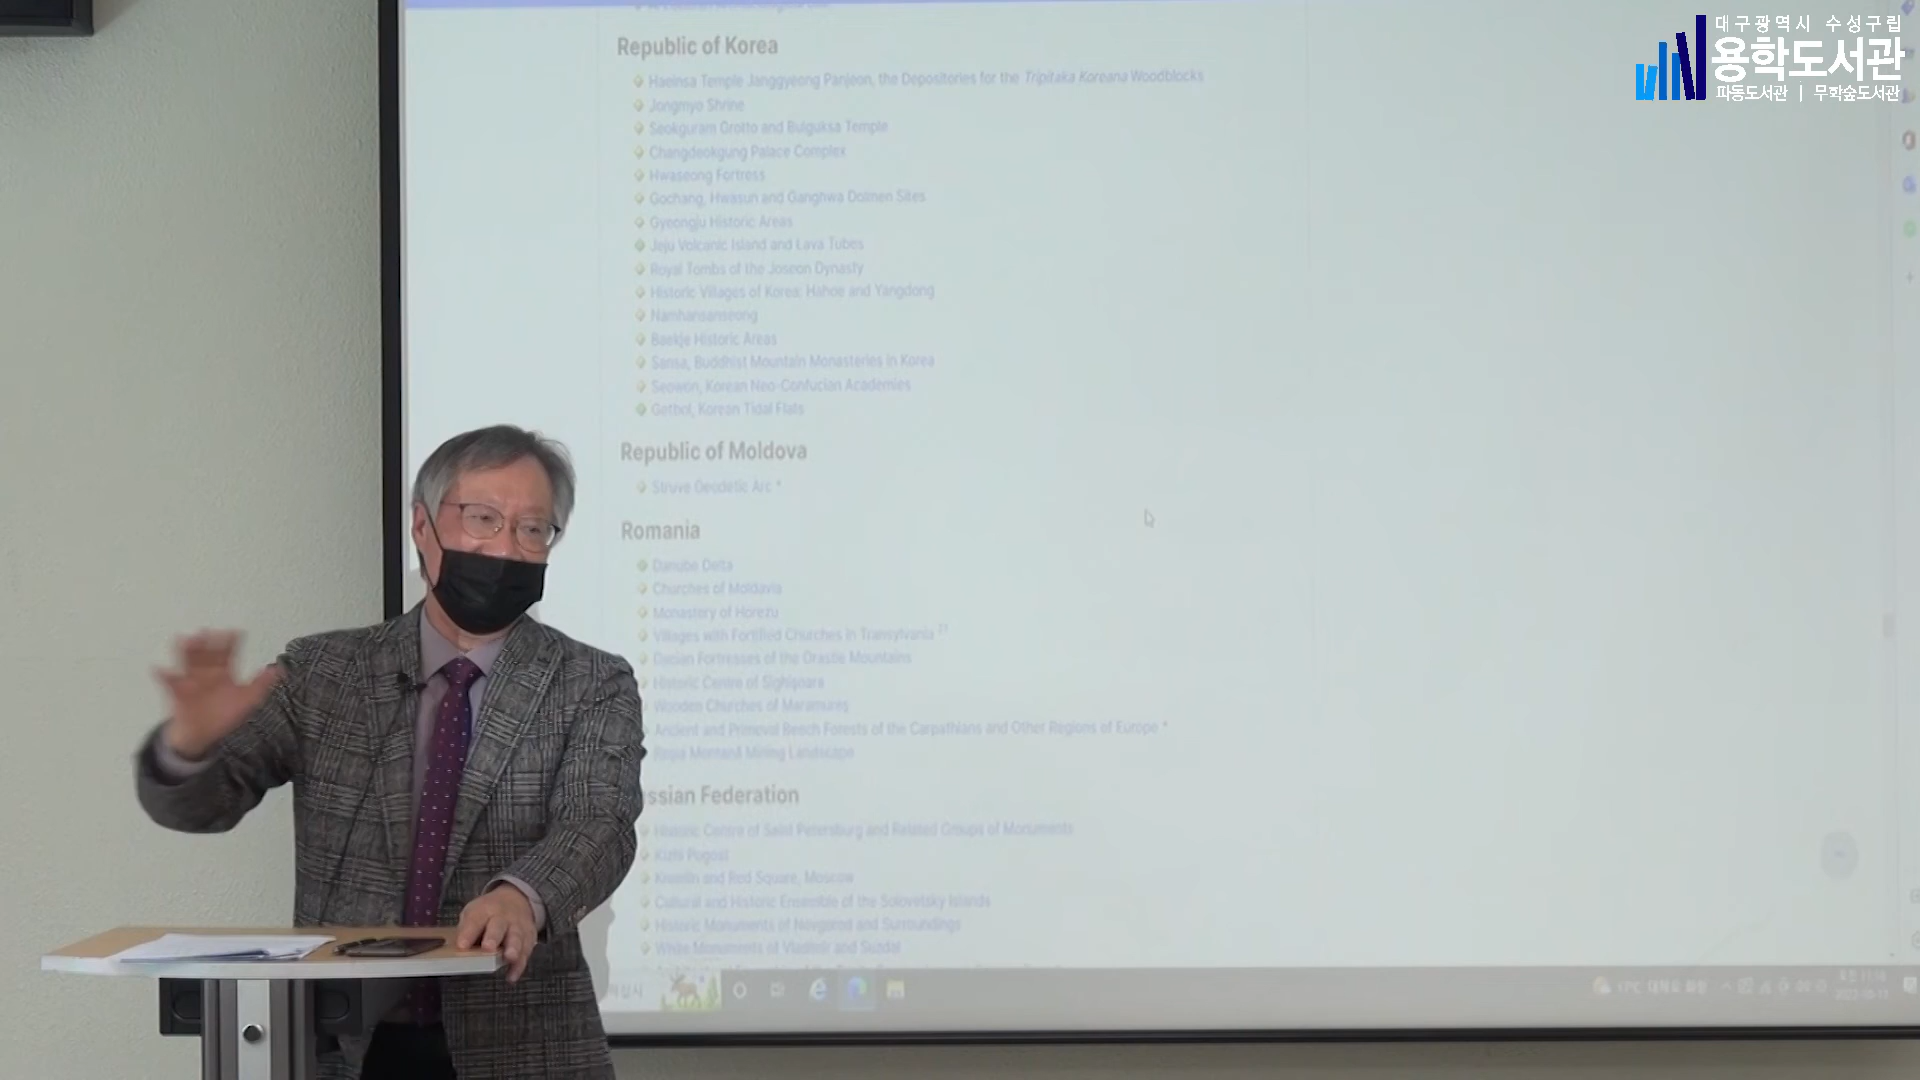 대구광역시 수성구립
용학도서관
파동도서관 | 무학숲도서관
Republic of Korea
Haeinsa Temple Janggyeong Panjeon, the Depositories for the Tripitaka Koreana Woodblocks
Jongmyo Shrine
Seokguram Grotto and Bulguksa Temple
Changdeokgung Palace Complex
Hwaseong Fortress
Gochang, Hwasun and Ganghwa Dolmen Sites
Gyeongju Historic Areas
Jeju Volcanic Island and Lava Tubes
Royal Tombs of the Joseon Dynasty
Historic Villages of Korea: Hahoe and Yangdong
Namhansanseong
Baekje Historic Areas
Sansa, Buddhist Mountain Monasteries in Korea
Seowon, Korean Neo-Confucian Academies
Getbol, Korean Tidal Flats
Republic of Moldova
Struve Geodetic Arc *
Romania
Danube Delta
Churches of Moldavia
Monastery of Horezu
Villages with Fortified Churches in Transylvania
Dacian Fortresses of the Orastie Mountains
Historic Centre of Sighişoara
Wooden Churches of Maramureş
Ancient and Primeval Beech Forests of the Carpathians and Other Regions of Europe *
Roşia Montană Mining Landscape
ssian Federation
Historic Centre of Saint Petersburg and Related Groups of Monuments
Kizhi Pogost
Kremlin and Red Square, Moscow
Cultural and Historic Ensemble of the Solovetsky Islands
Historic Monuments of Novgorod and Surroundings
White Monuments of Vladimir and Suzdal